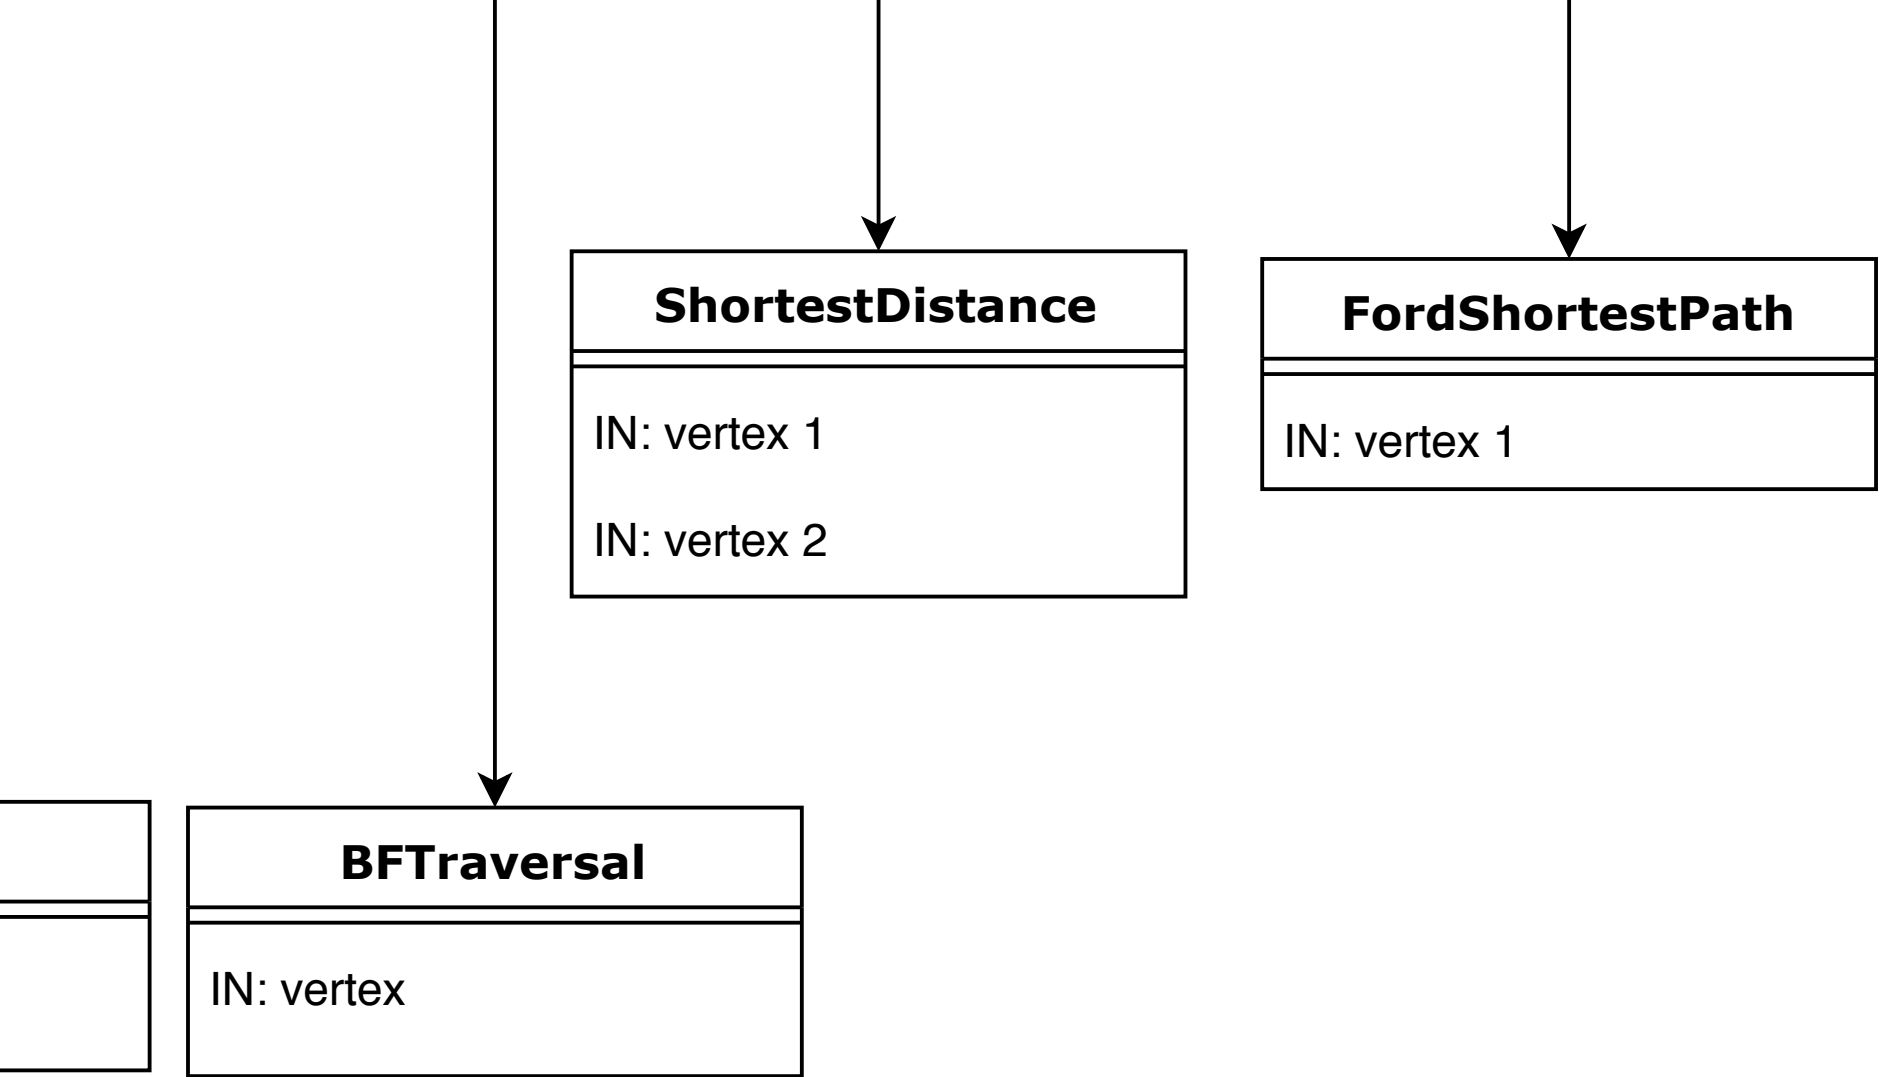 ShortestDistance
IN: vertex 1
IN: vertex 2
FordShortestPath
IN: vertex 1
BFTraversal
IN: vertex